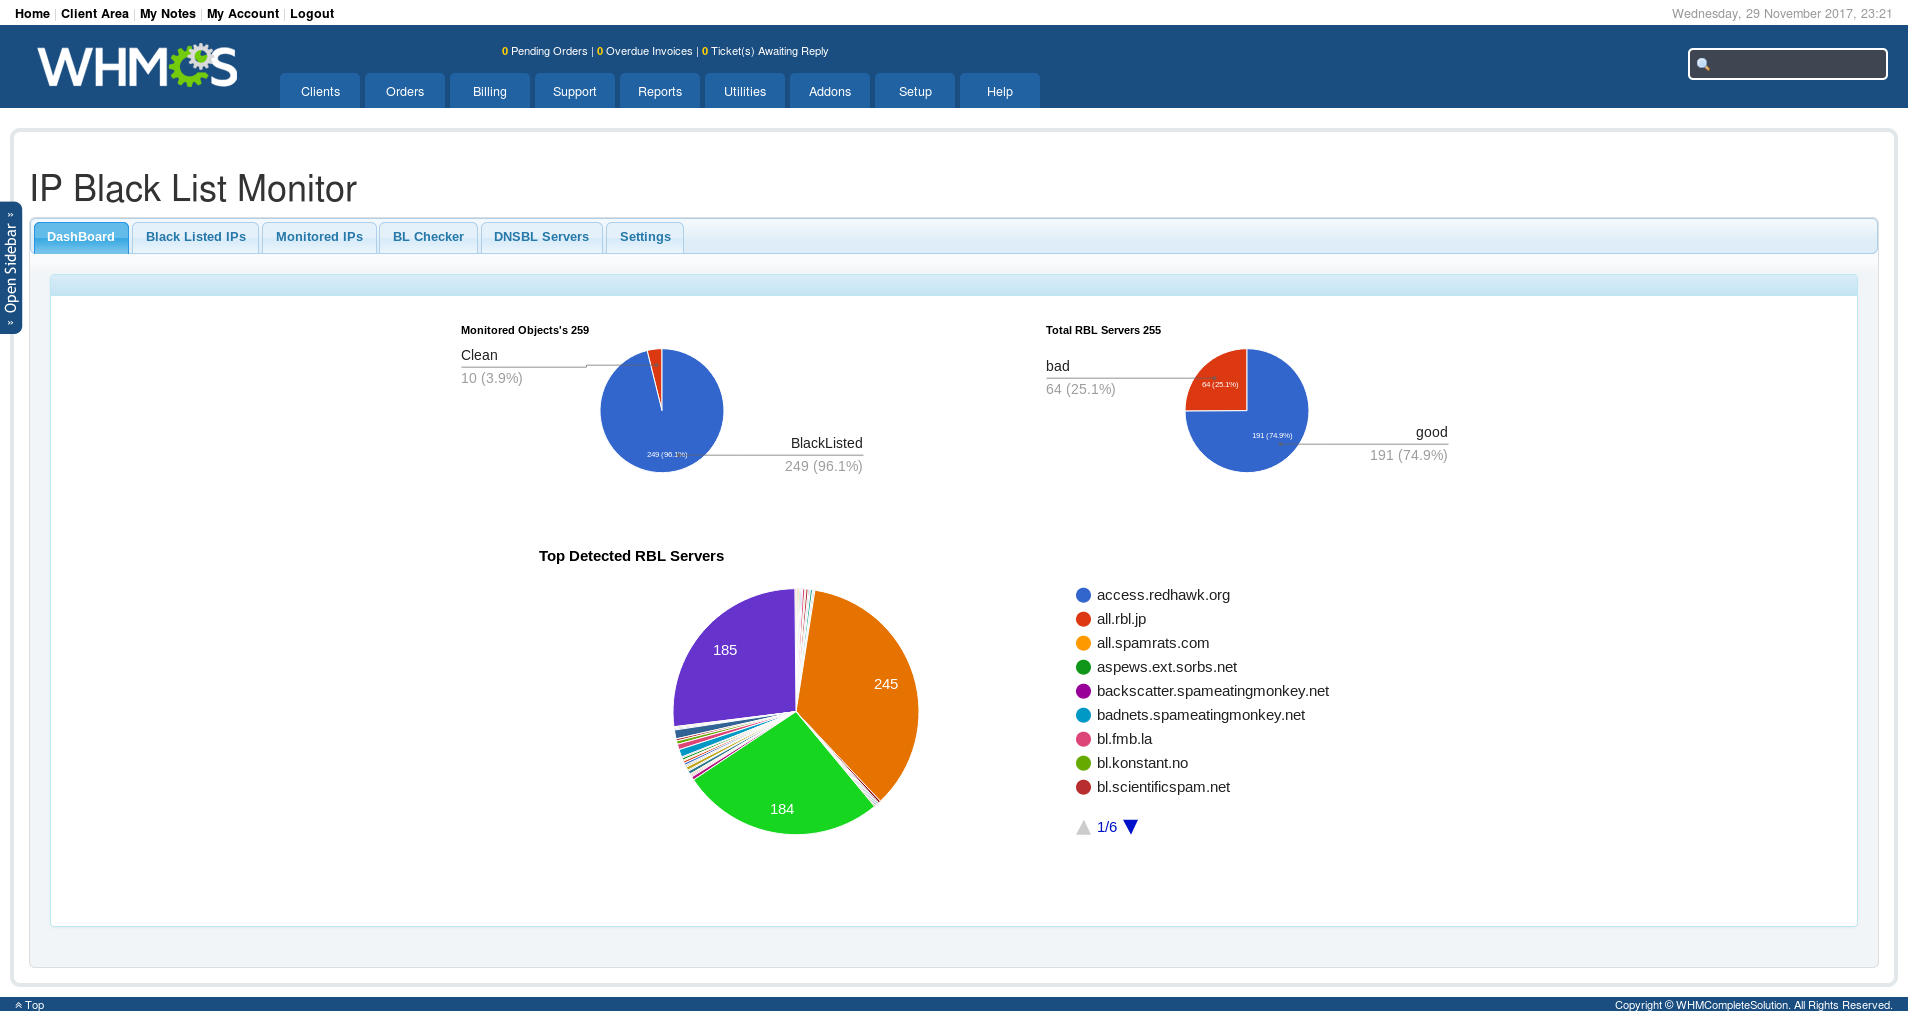 Home | Client Area | My Notes | My Account | Logout
Wednesday, 29 November 2017, 23:21
WHMCS
0 Pending Orders | 0 Overdue Invoices | 0 Ticket(s) Awaiting Reply
Clients Orders Billing Support Reports Utilities Addons Setup Help
IP Black List Monitor
» Open Sidebar »
DashBoard Black Listed IPs Monitored IPs BL Checker DNSBL Servers Settings
Monitored Objects's 259
Clean
10 (3.9%)
249 (96.1%)
BlackListed
249 (96.1%)
Total RBL Servers 255
bad
64 (25.1%)
64 (25.1%)
191 (74.9%)
good
191 (74.9%)
Top Detected RBL Servers
185
245
184
access.redhawk.org
all.rbl.jp
all.spamrats.com
aspews.ext.sorbs.net
backscatter.spameatingmonkey.net
badnets.spameatingmonkey.net
bl.fmb.la
bl.konstant.no
bl.scientificspam.net
1/6
Top
Copyright © WHMCompleteSolution. All Rights Reserved.